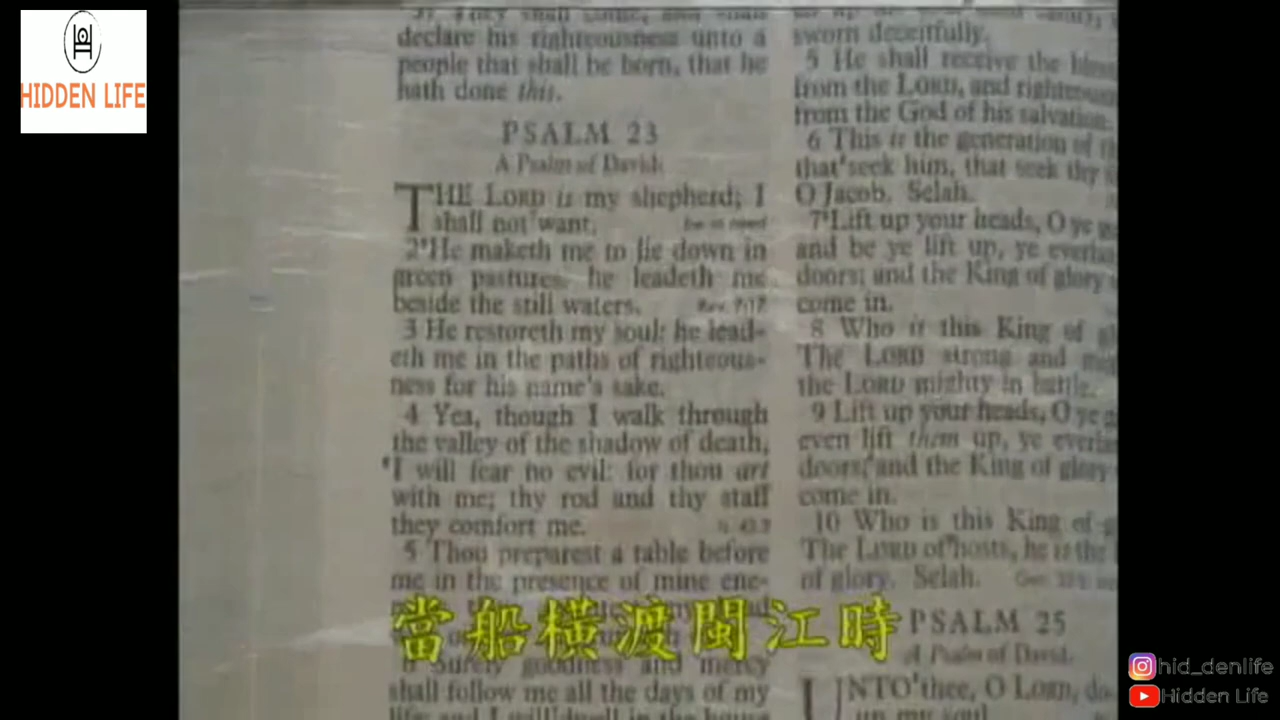 HIDDEN LIFE
declare his righteousness unto a
people that shall be born, that he
hath done this.
PSALM 23
A Psalm of David.
THE LORD is my shepherd; I
shall not want.
2 He maketh me to lie down in
green pastures: he leadeth me
beside the still waters.
3 He restoreth my soul: he lead-
eth me in the paths of righteous-
ness for his name's sake.
4 Yea, though I walk through
the valley of the shadow of death,
I will fear no evil: for thou art
with me; thy rod and thy staff
they comfort me.
5 Thou preparest a table before
me in the presence of mine ene-
6 Surely goodness and mercy
shall follow me all the days of my
sworn deceitfully.
5 He shall receive the
from the LORD, and
from the God of his salvation.
6 This is the generation of
that seek him, that seek thy
O Jacob. Selah.
7 Lift up your heads, O ye
and be ye lift up, ye
doors; and the King of glory
come in.
8 Who is this King of
The LORD strong and
the LORD mighty in battle.
9 Lift up your heads, O ye
even lift them up, ye
doors; and the King of glory
come in.
10 Who is this King of
The LORD of hosts, he is the
of glory. Selah.
PSALM 25
A Psalm of David.
UNTO thee, O LORD, do
up my soul.
當船橫渡閩江時
hid_denlife
Hidden Life